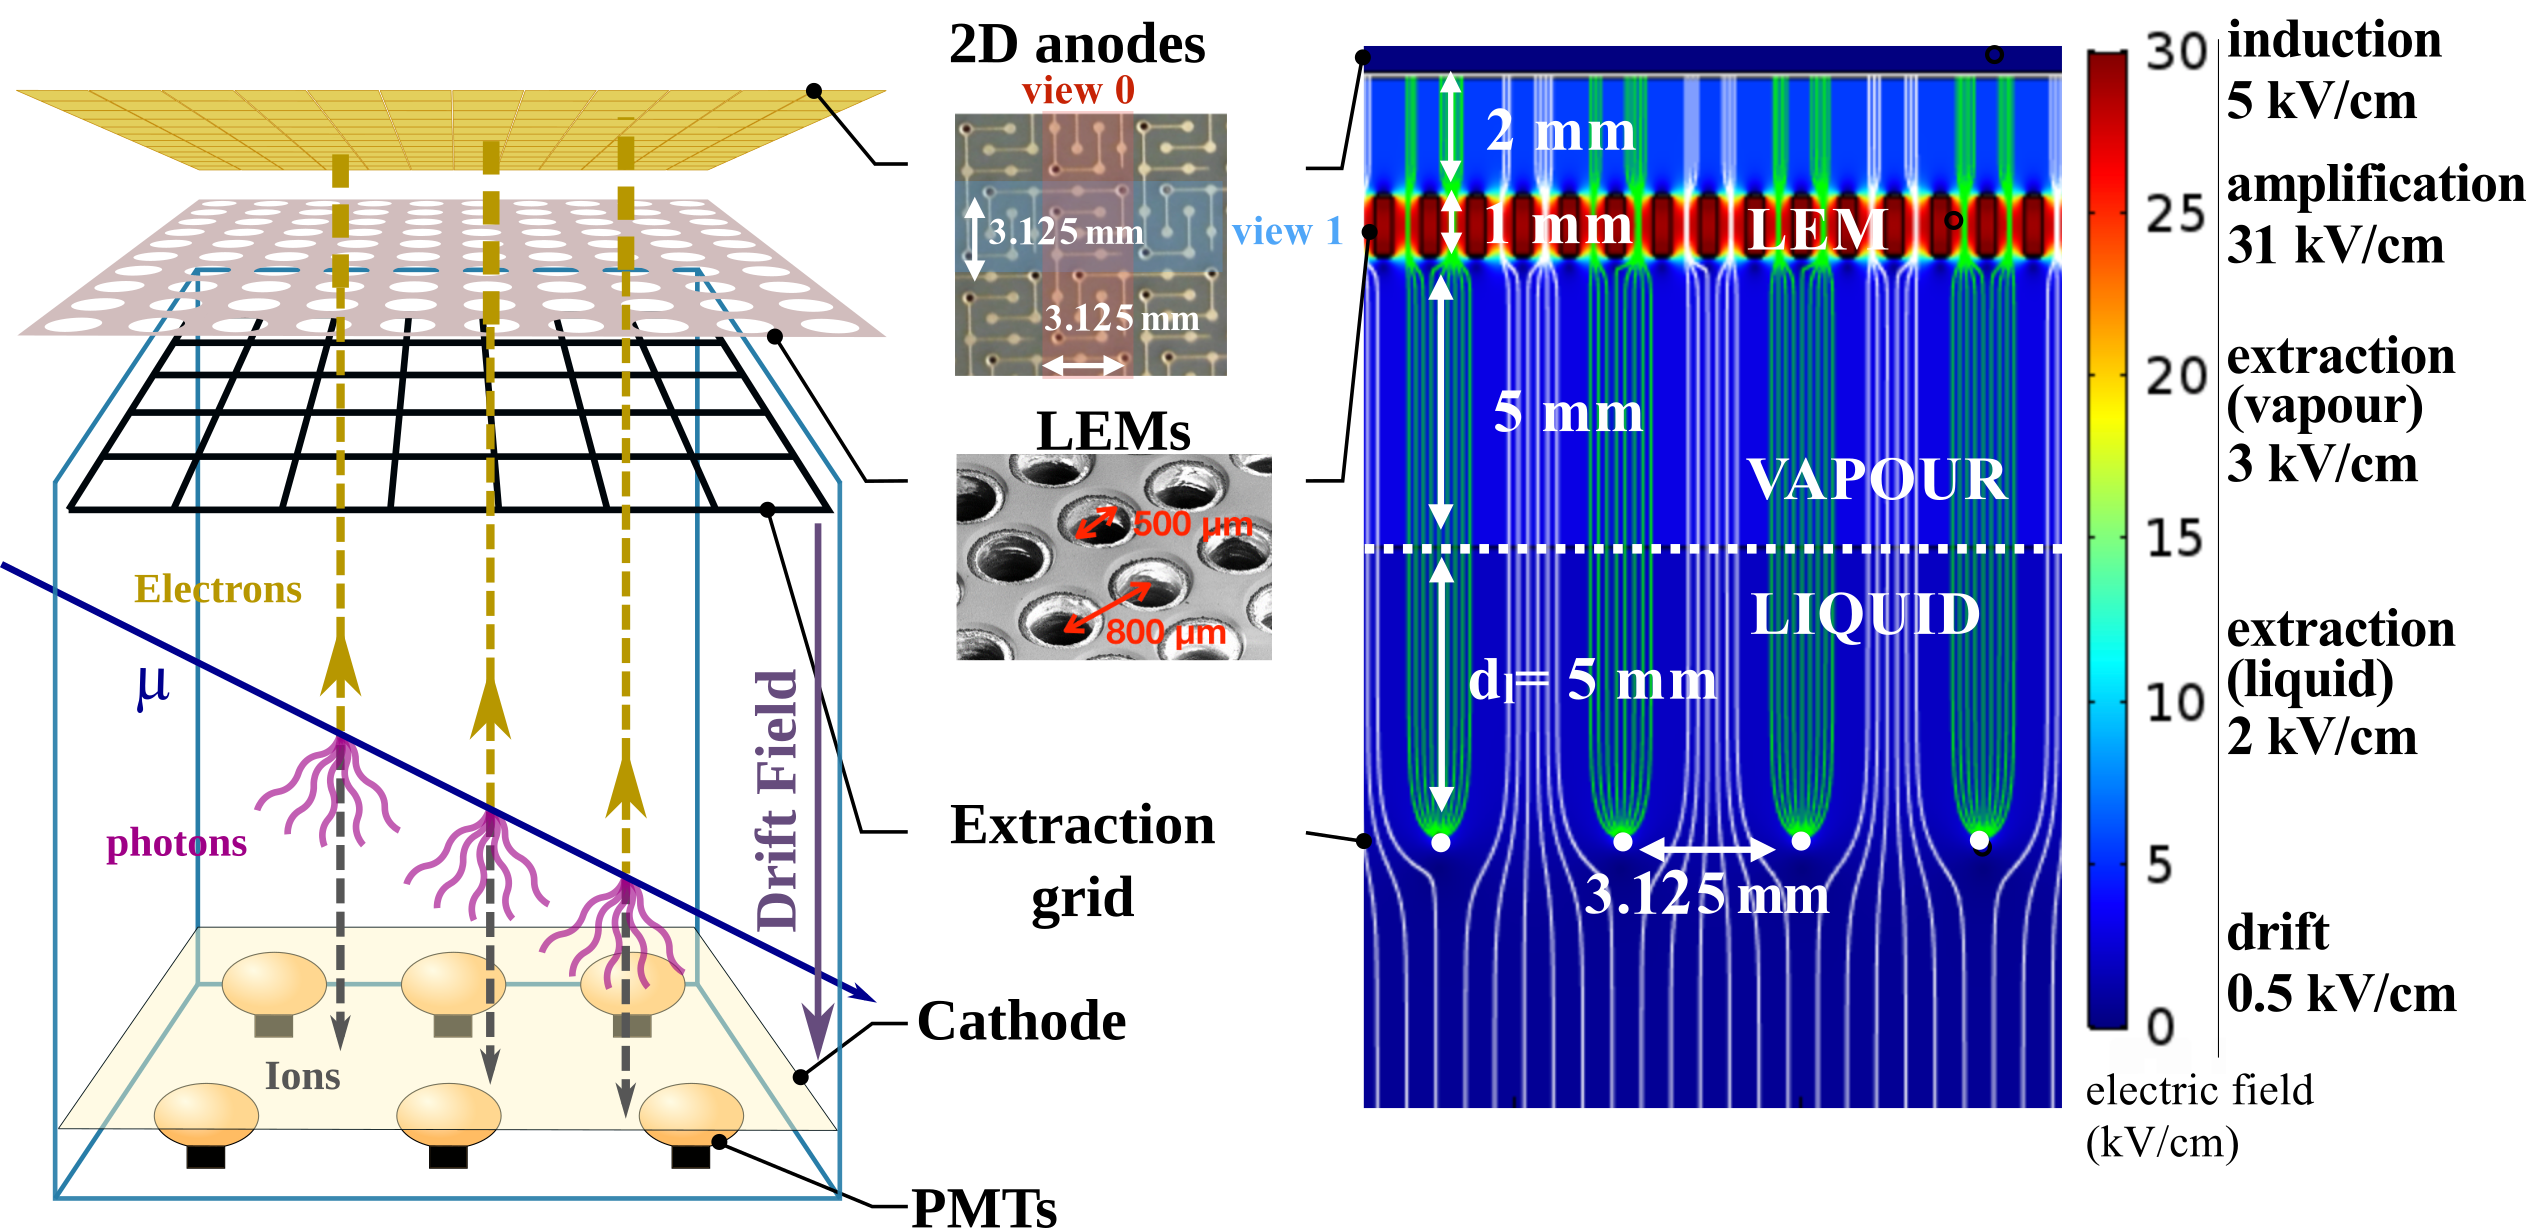 2D anodes
view 0
3.125 mm
view 1
3.125 mm
LEMs
500 µm
800 µm
Extraction
grid
Cathode
PMTs
Electrons
µ
photons
Ions
Drift Field
2 mm
1 mm
LEM
5 mm
VAPOUR
LIQUID
dl= 5 mm
3.125 mm
30
25
20
15
10
5
0
electric field
(kV/cm)
induction
5 kV/cm
amplification
31 kV/cm
extraction
(vapour)
3 kV/cm
extraction
(liquid)
2 kV/cm
drift
0.5 kV/cm